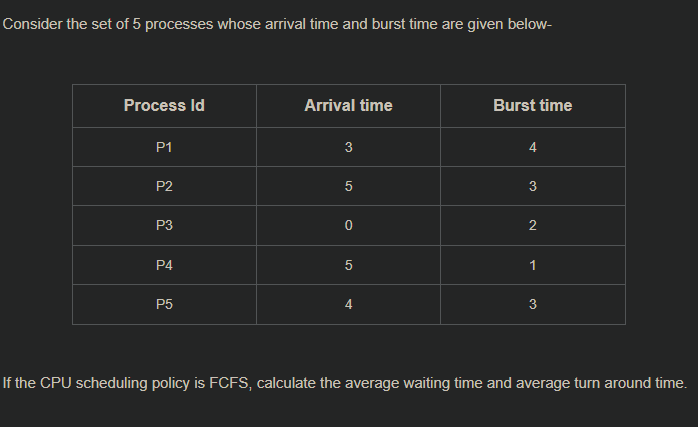 Consider the set of 5 processes whose arrival time and burst time are given below-
Process Id Arrival time Burst time
P1 3 4
P2 5 3
P3 0 2
P4 5 1
P5 4 3
If the CPU scheduling policy is FCFS, calculate the average waiting time and average turn around time.